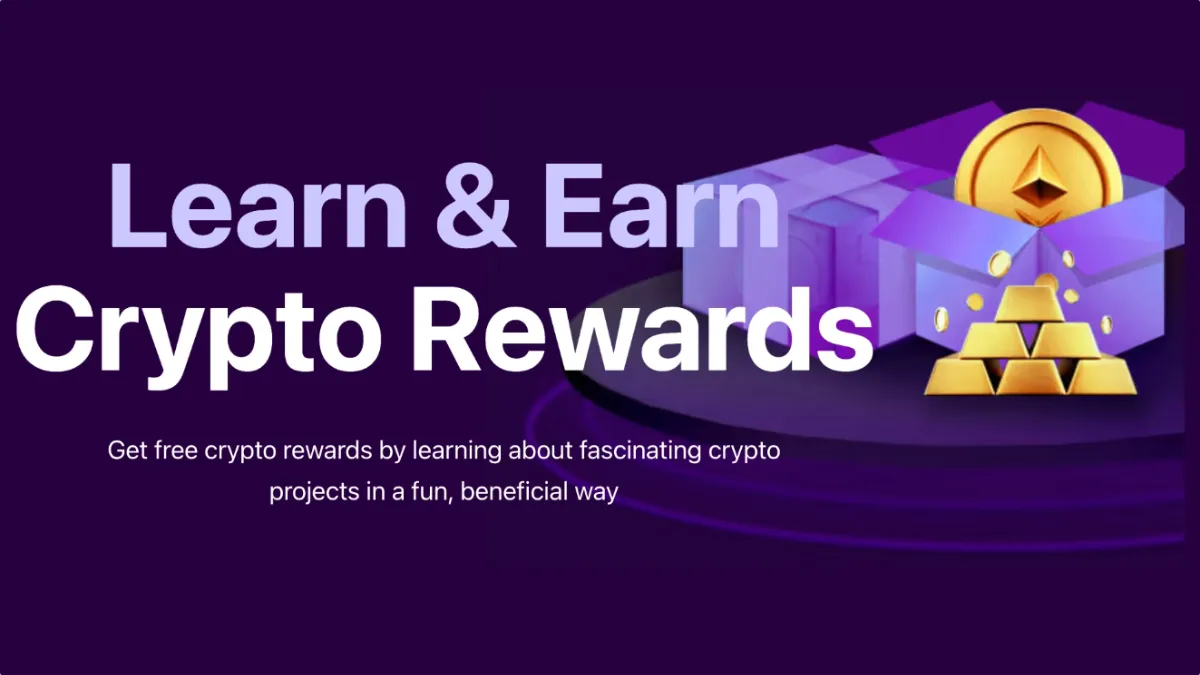 Learn & Earn
Crypto Rewards
Get free crypto rewards by learning about fascinating crypto
projects in a fun, beneficial way